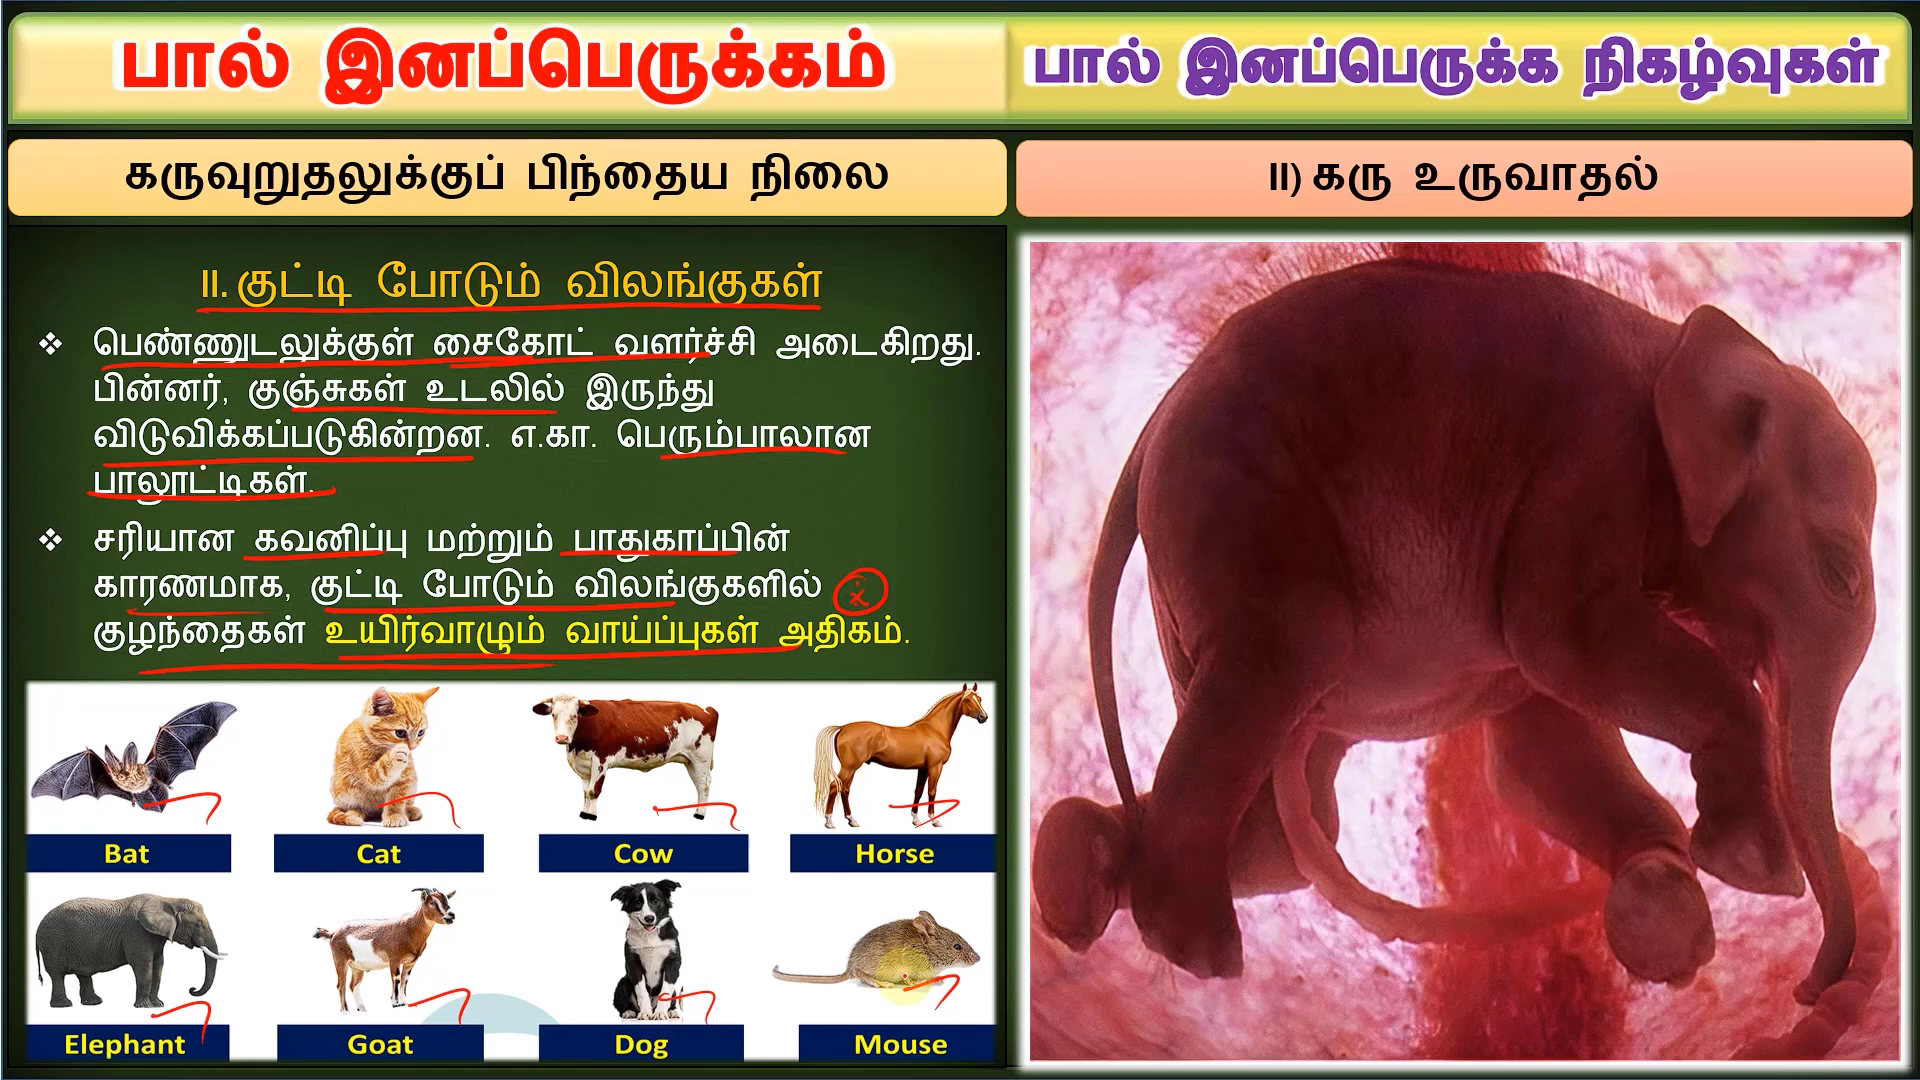 பால் இனப்பெருக்கம்
பால் இனப்பெருக்க நிகழ்வுகள்
கருவுறுதலுக்குப் பிந்தைய நிலை
II) கரு உருவாதல்
II. குட்டி போடும் விலங்குகள்
❖ பெண்ணுடலுக்குள் சைகோட் வளர்ச்சி அடைகிறது.
பின்னர், குஞ்சுகள் உடலில் இருந்து
விடுவிக்கப்படுகின்றன. எ.கா. பெரும்பாலான
பாலூட்டிகள்.
❖ சரியான கவனிப்பு மற்றும் பாதுகாப்பின்
காரணமாக, குட்டி போடும் விலங்குகளில்
குழந்தைகள் உயிர்வாழும் வாய்ப்புகள் அதிகம்.
Bat Cat Cow Horse
Elephant Goat Dog Mouse